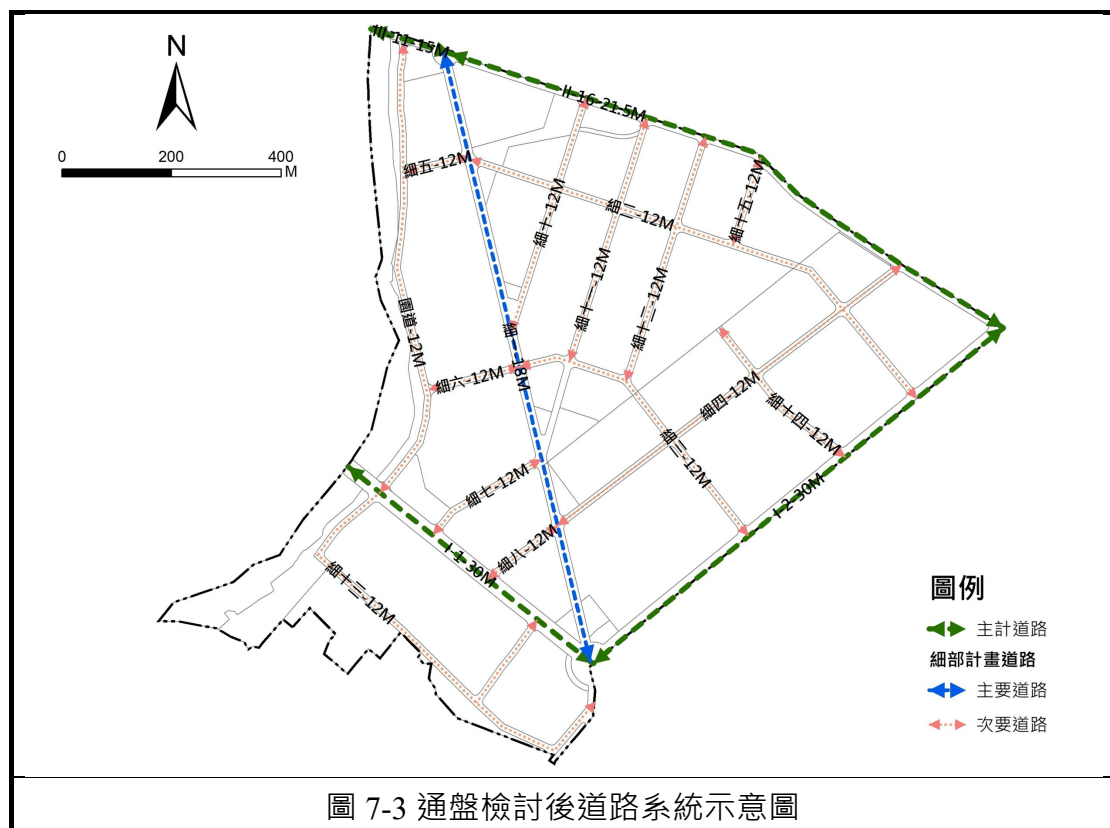 N
0 200 400
M
III-11-15M
II-16-21.5M
細五-12M
細十-12M
細二-12M
細十五-12M
細十一-12M
細十二-12M
園道-12M
細一-18M
細六-12M
細四-12M
細十四-12M
細三-12M
細七-12M
細八-12M
I-2-30M
I-1-30M
細十三-12M
圖例
主計道路
細部計畫道路
主要道路
次要道路
圖 7-3 通盤檢討後道路系統示意圖